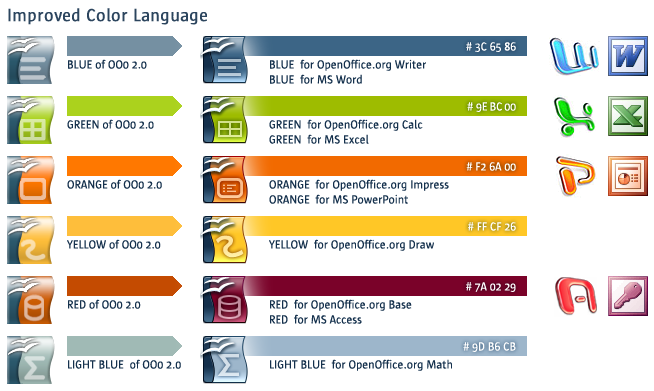 Improved Color Language
# 3C 65 86
BLUE of OOo 2.0
BLUE for OpenOffice.org Writer
BLUE for MS Word
W
# 9E BC 00
GREEN of OOo 2.0
GREEN for OpenOffice.org Calc
GREEN for MS Excel
X
# F2 6A 00
ORANGE of OOo 2.0
ORANGE for OpenOffice.org Impress
ORANGE for MS PowerPoint
P
# FF CF 26
YELLOW of OOo 2.0
YELLOW for OpenOffice.org Draw
# 7A 02 29
RED of OOo 2.0
RED for OpenOffice.org Base
RED for MS Access
A
# 9D B6 CB
LIGHT BLUE of OOo 2.0
LIGHT BLUE for OpenOffice.org Math